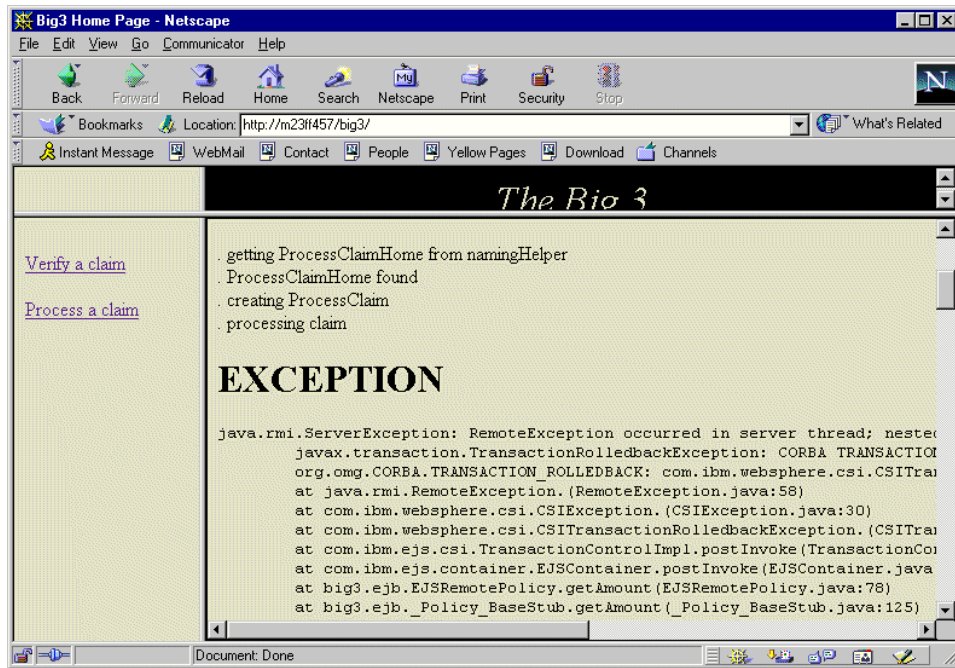 Big3 Home Page - Netscape
File Edit View Go Communicator Help
Back Forward Reload Home Search Netscape Print Security Stop
My
N
Bookmarks Location: http://m23ff457/big3/ What's Related
Instant Message WebMail Contact People Yellow Pages Download Channels
The Big 3
Verify a claim
Process a claim
. getting ProcessClaimHome from namingHelper
. ProcessClaimHome found
. creating ProcessClaim
. processing claim
EXCEPTION
java.rmi.ServerException: RemoteException occurred in server thread; nested
javax.transaction.TransactionRolledbackException: CORBA TRANSACTION
org.omg.CORBA.TRANSACTION_ROLLEDBACK: com.ibm.websphere.csi.CSITran
at java.rmi.RemoteException.(RemoteException.java:58)
at com.ibm.websphere.csi.CSIException.(CSIException.java:30)
at com.ibm.websphere.csi.CSITransactionRolledbackException.(CSITran
at com.ibm.ejs.csi.TransactionControlImpl.postInvoke(TransactionCon
at com.ibm.ejs.container.EJSContainer.postInvoke(EJSContainer.java
at big3.ejb.EJSRemotePolicy.getAmount(EJSRemotePolicy.java:78)
at big3.ejb._Policy_BaseStub.getAmount(_Policy_BaseStub.java:125)
Document: Done